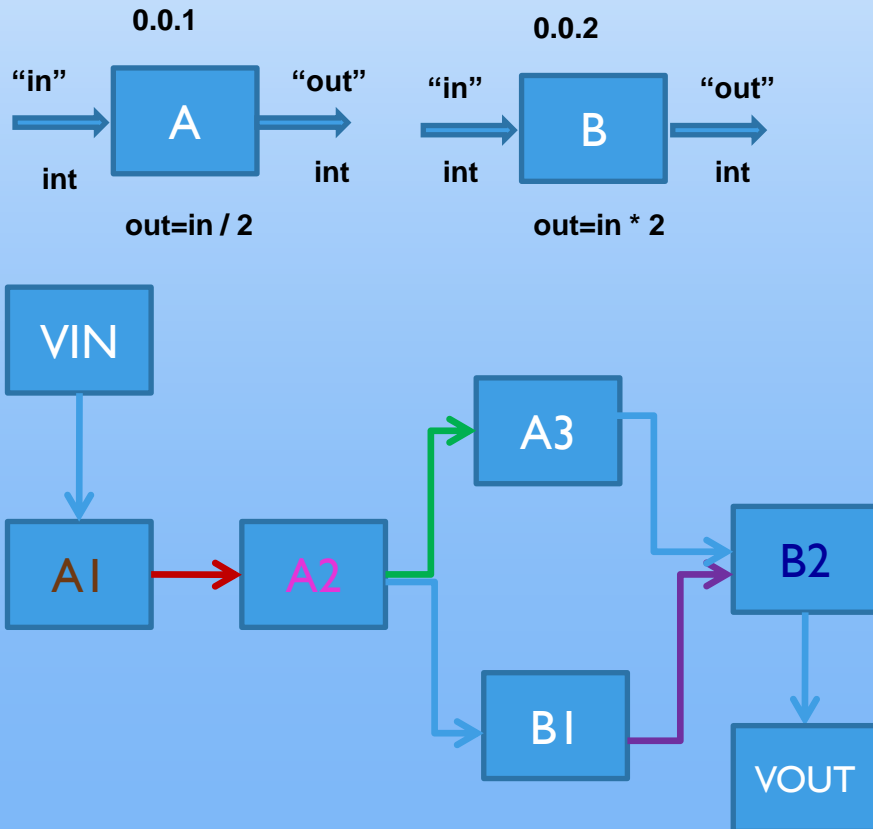 0.0.1
0.0.2
“in”
“out”
“in”
“out”
A
B
int
int
int
int
out=in / 2
out=in * 2
VIN
A3
A1
A2
B2
B1
VOUT